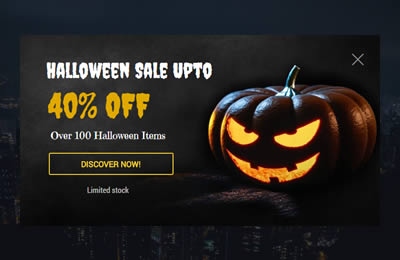 HALLOWEEN SALE UPTO
40% OFF
Over 100 Halloween Items
DISCOVER NOW!
Limited stock